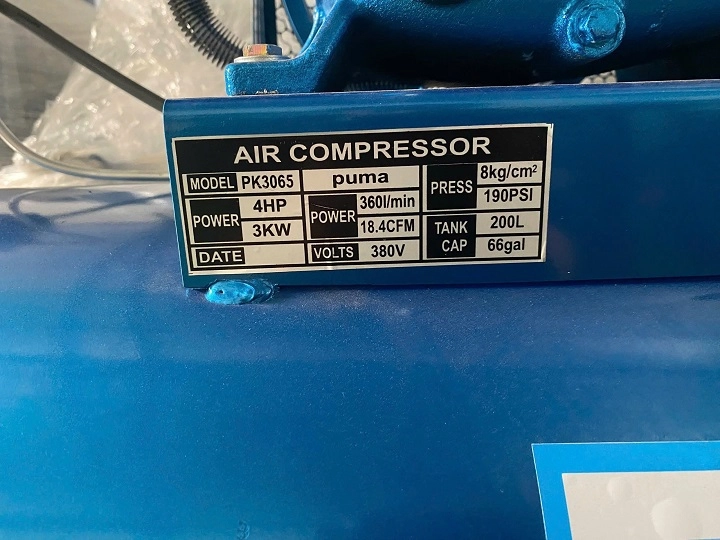 AIR COMPRESSOR
MODEL PK3065 puma PRESS 8kg/cm² 190PSI
POWER 4HP 3KW POWER 360l/min 18.4CFM TANK CAP 200L 66gal
DATE VOLTS 380V